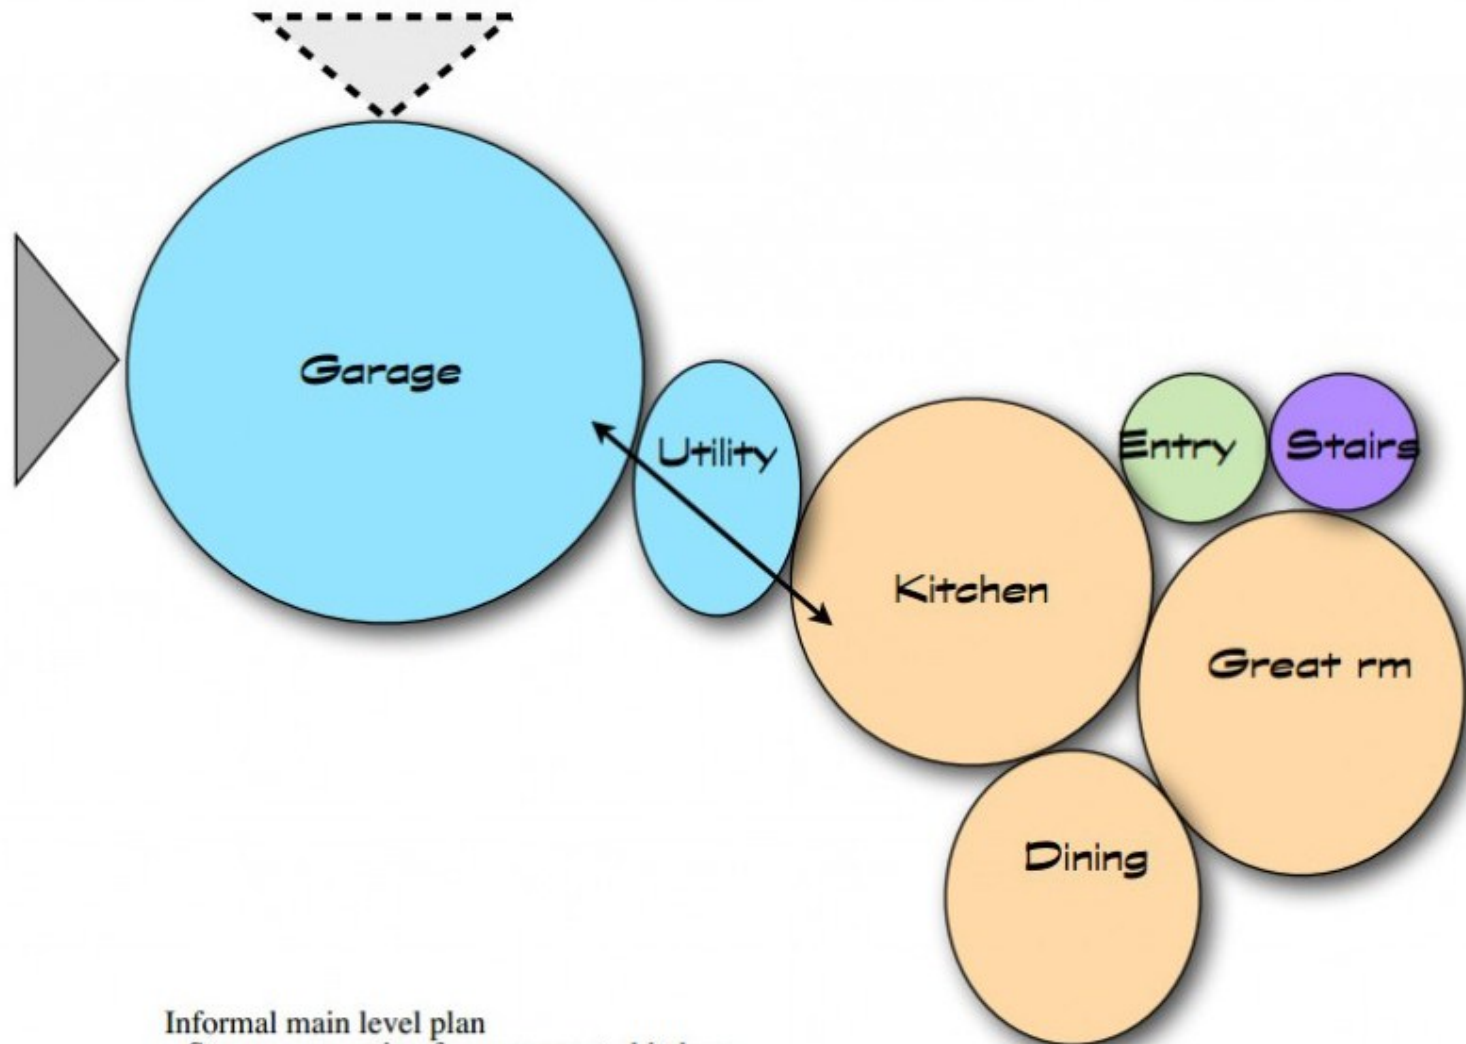 Garage
Utility
Entry
Stairs
Kitchen
Great rm
Dining
Informal main level plan